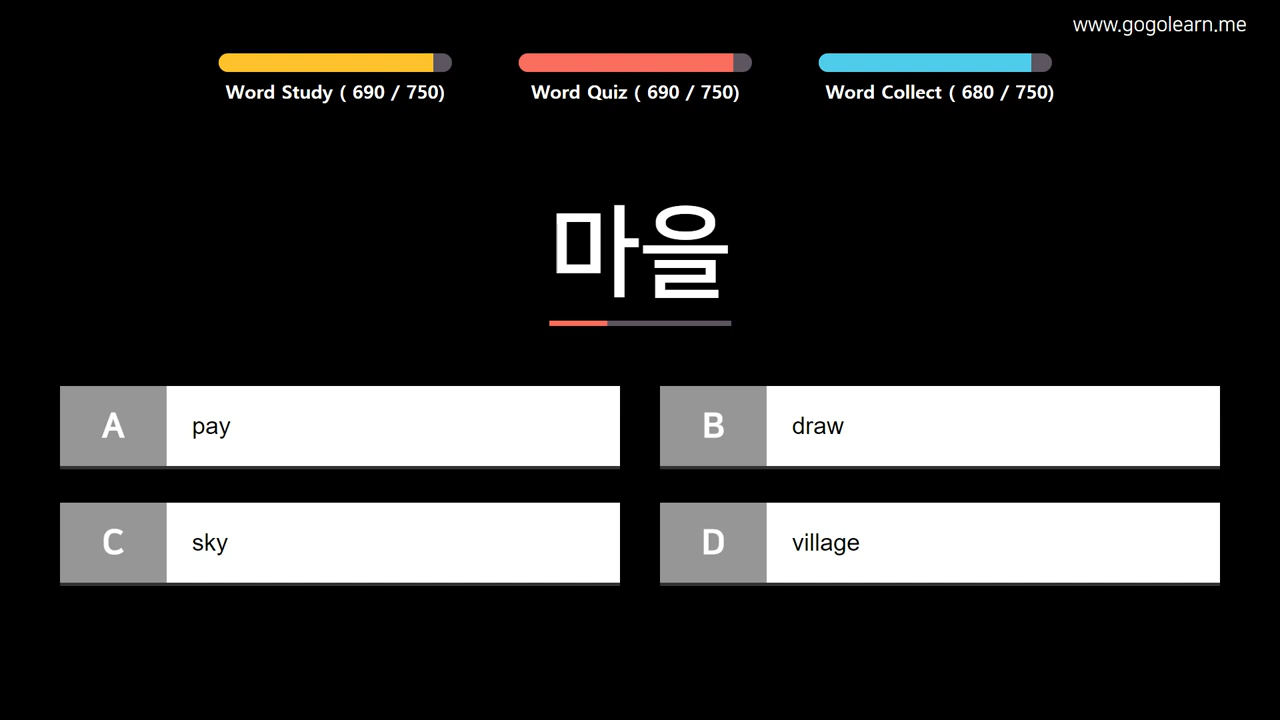 www.gogolearn.me
Word Study ( 690 / 750)
Word Quiz ( 690 / 750)
Word Collect ( 680 / 750)
마을
A pay
B draw
C sky
D village